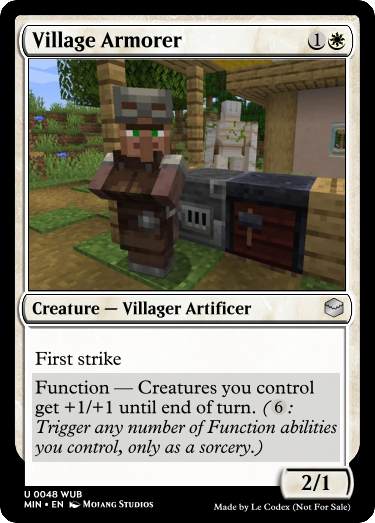 Village Armorer 1
Creature — Villager Artificer
First strike
Function — Creatures you control
get +1/+1 until end of turn. (6:
Trigger any number of Function abilities
you control, only as a sorcery.)
2/1
U 0048 WUB
MIN • EN Mojang Studios
Made by Le Codex (Not For Sale)